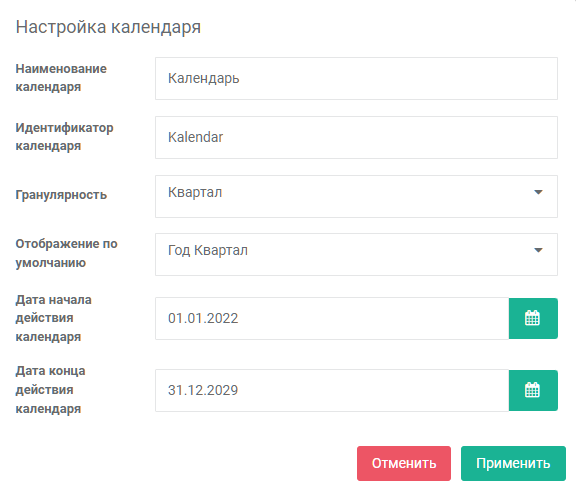 Настройка календаря
Наименование
календаря
Календарь
Идентификатор
календаря
Kalendar
Гранулярность
Квартал
Отображение по
умолчанию
Год Квартал
Дата начала
действия
календаря
01.01.2022
Дата конца
действия
календаря
31.12.2029
Отменить
Применить